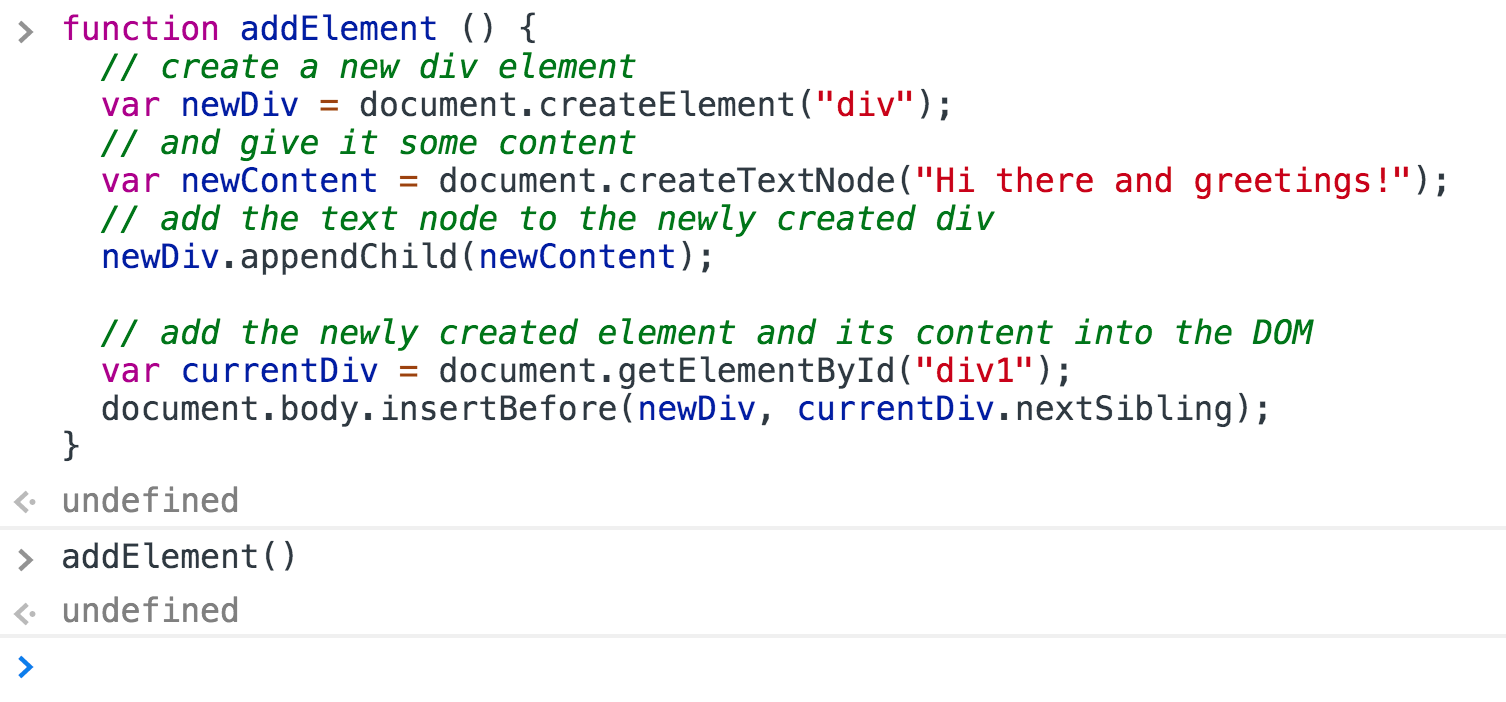 function addElement () {
// create a new div element
var newDiv = document.createElement("div");
// and give it some content
var newContent = document.createTextNode("Hi there and greetings!");
// add the text node to the newly created div
newDiv.appendChild(newContent);
// add the newly created element and its content into the DOM
var currentDiv = document.getElementById("div1");
document.body.insertBefore(newDiv, currentDiv.nextSibling);
}
undefined
addElement()
undefined